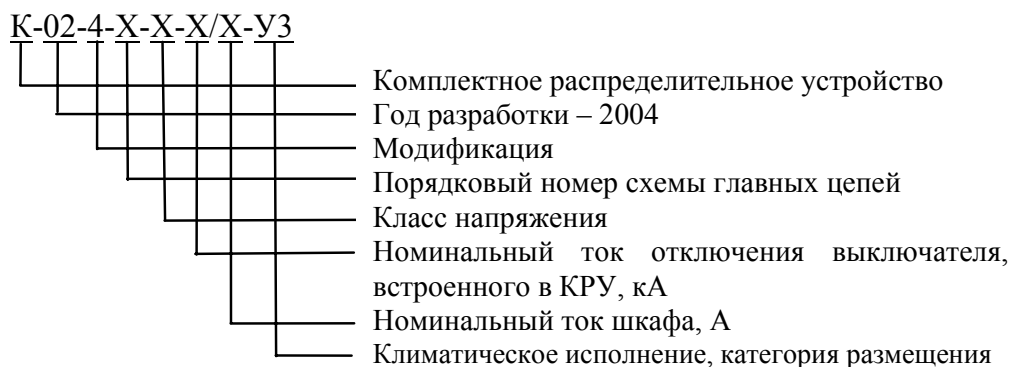 К-02-4-Х-Х-Х/Х-У3
Комплектное распределительное устройство
Год разработки – 2004
Модификация
Порядковый номер схемы главных цепей
Класс напряжения
Номинальный ток отключения выключателя,
встроенного в КРУ, кА
Номинальный ток шкафа, А
Климатическое исполнение, категория размещения